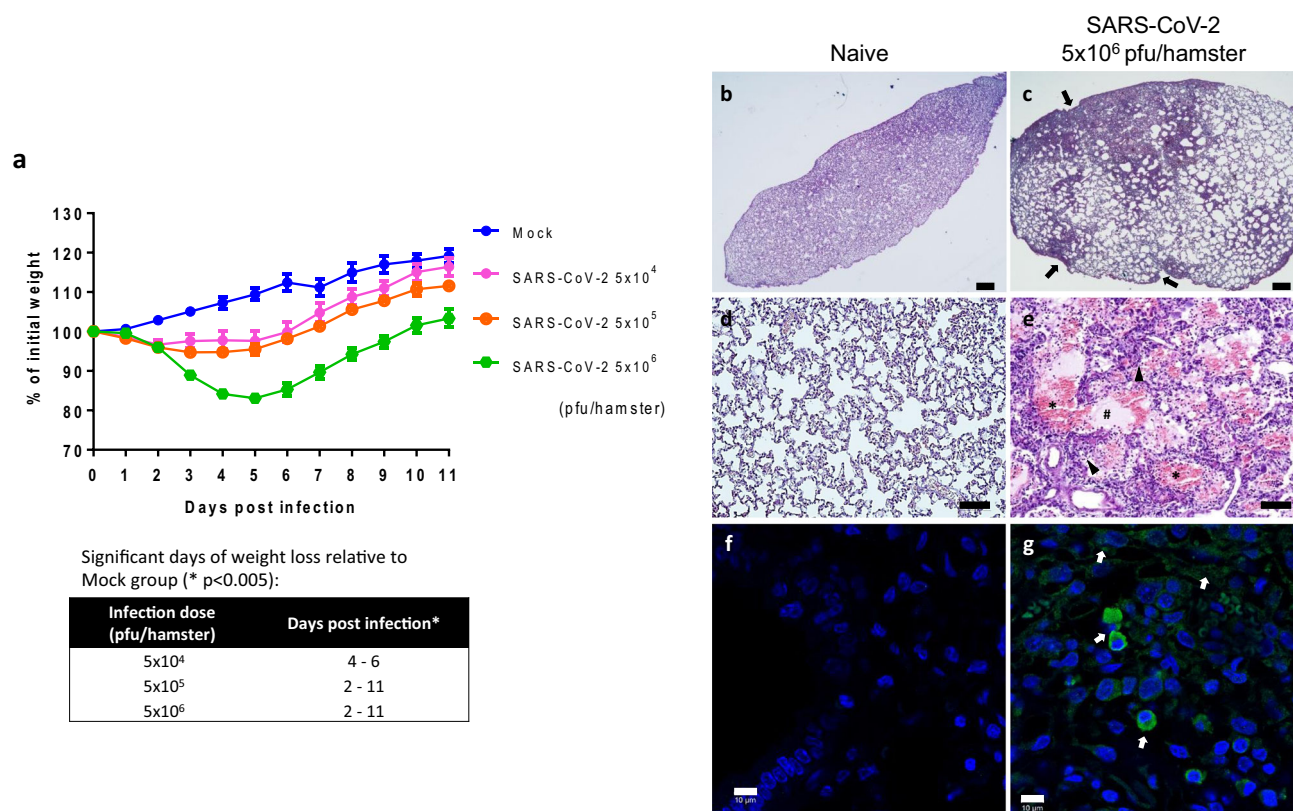 a
130
120
110
100
90
80
70
% of initial weight
0 1 2 3 4 5 6 7 8 9 10 11
Days post infection
Mock
SARS-CoV-2 5x10⁴
SARS-CoV-2 5x10⁵
SARS-CoV-2 5x10⁶
(pfu/hamster)
Significant days of weight loss relative to
Mock group (* p<0.005):
Infection dose
(pfu/hamster)
Days post infection*
5x10⁴ 4 - 6
5x10⁵ 2 - 11
5x10⁶ 2 - 11
Naive
SARS-CoV-2
5x10⁶ pfu/hamster
b
c
d
e
*
#
*
f
10 µm
g
10 µm